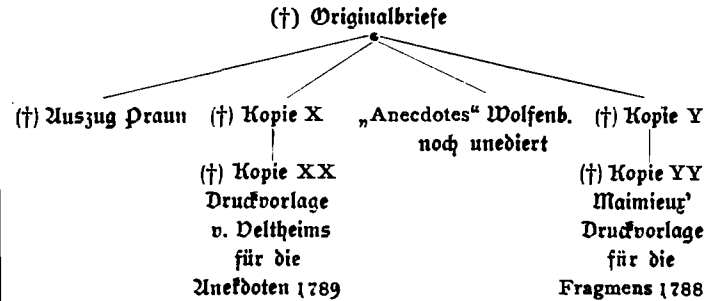 (†) Originalbriefe
(†) Auszug Praun (†) Kopie X „Anecdotes“ Wolfenb. (†) Kopie Y
noch unediert
(†) Kopie XX (†) Kopie YY
Druckvorlage Maimieux'
v. Veltheims Druckvorlage
für die für die
Anekdoten 1789 Fragmens 1788